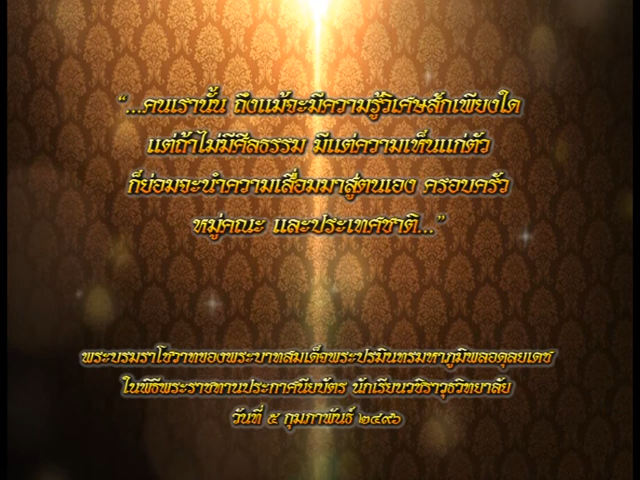 “...คนเรานั้น ถึงแม้จะมีความรู้วิเศษสักเพียงใด
แต่ถ้าไม่มีศีลธรรม มีแต่ความเห็นแก่ตัว
ก็ย่อมจะนำความเสื่อมมาสู่ตนเอง ครอบครัว
หมู่คณะ และประเทศชาติ...”
พระบรมราโชวาทของพระบาทสมเด็จพระปรมินทรมหาภูมิพลอดุลยเดช
ในพิธีพระราชทานประกาศนียบัตร นักเรียนวชิราวุธวิทยาลัย
วันที่ ๕ กุมภาพันธ์ ๒๔๙๖